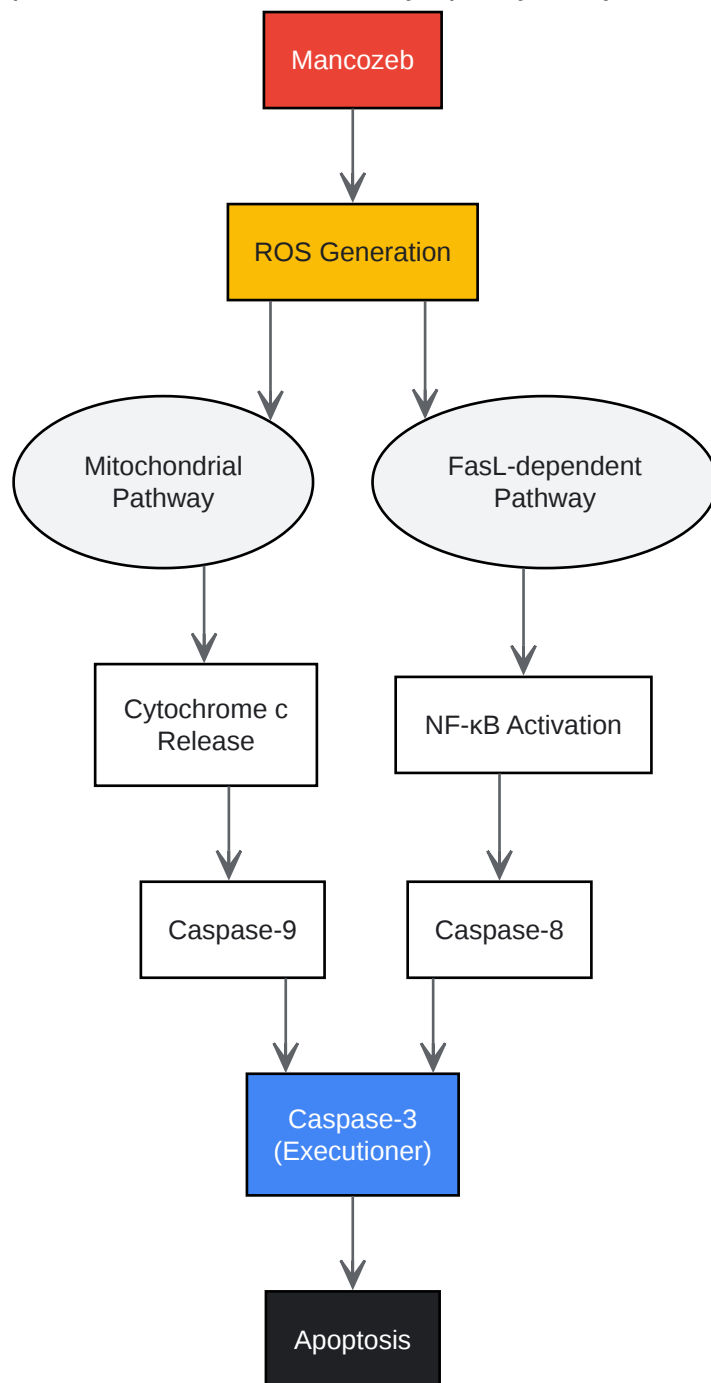 Mancozeb
ROS Generation
Mitochondrial
Pathway
FasL-dependent
Pathway
Cytochrome c
Release
NF-κB Activation
Caspase-9
Caspase-8
Caspase-3
(Executioner)
Apoptosis